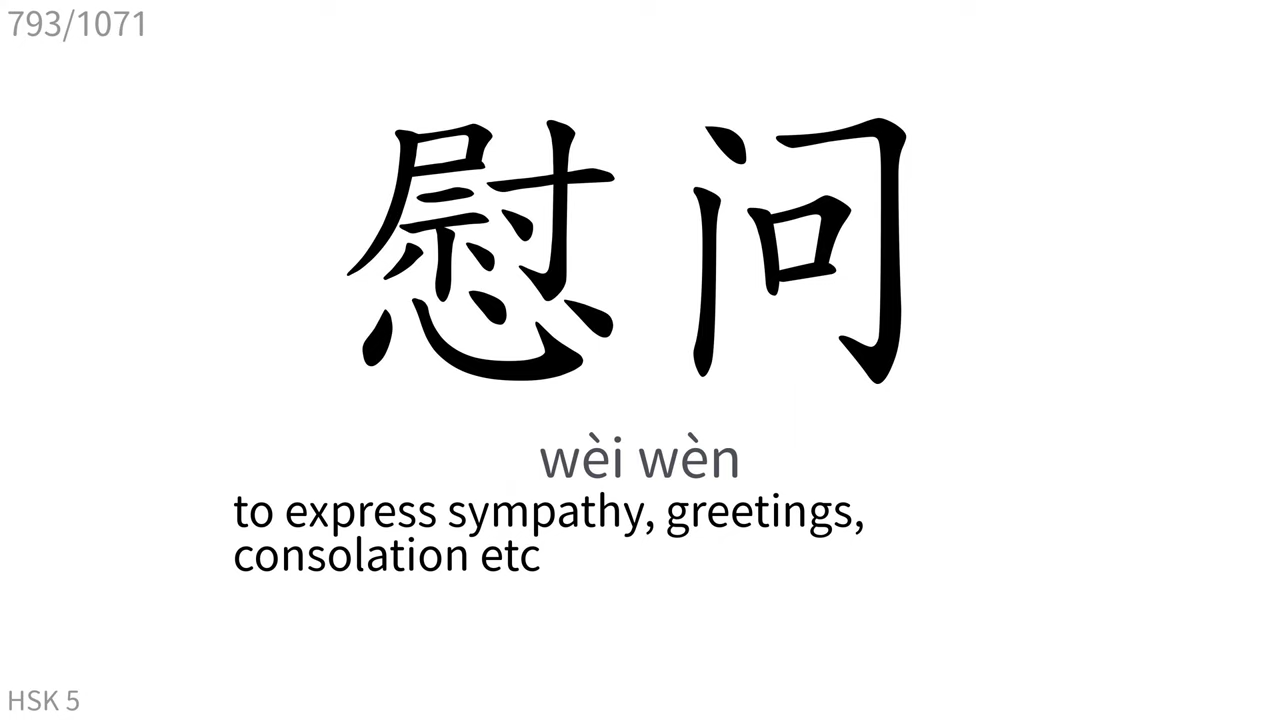 793/1071
慰问
wèi wèn
to express sympathy, greetings,
consolation etc
HSK 5